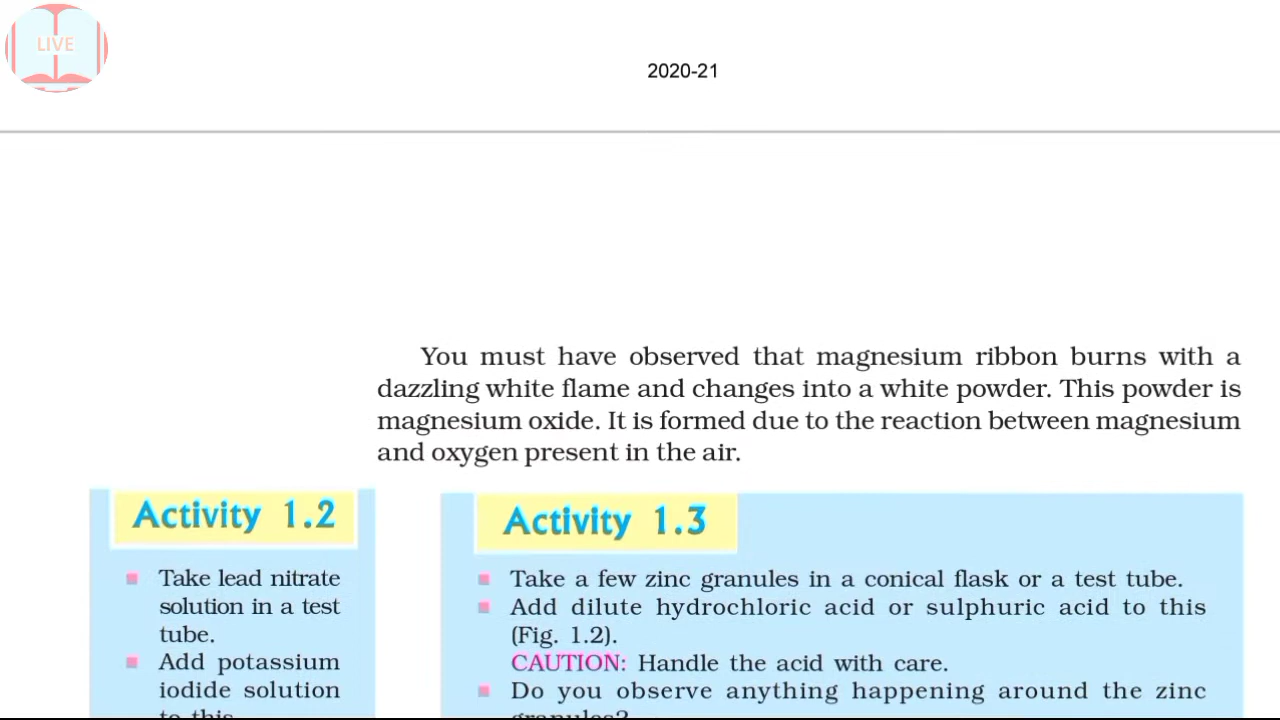 LIVE
2020-21
You must have observed that magnesium ribbon burns with a
dazzling white flame and changes into a white powder. This powder is
magnesium oxide. It is formed due to the reaction between magnesium
and oxygen present in the air.
Activity 1.2
Take lead nitrate
solution in a test
tube.
Add potassium
iodide solution
to this.
Activity 1.3
Take a few zinc granules in a conical flask or a test tube.
Add dilute hydrochloric acid or sulphuric acid to this
(Fig. 1.2).
CAUTION: Handle the acid with care.
Do you observe anything happening around the zinc
granules?